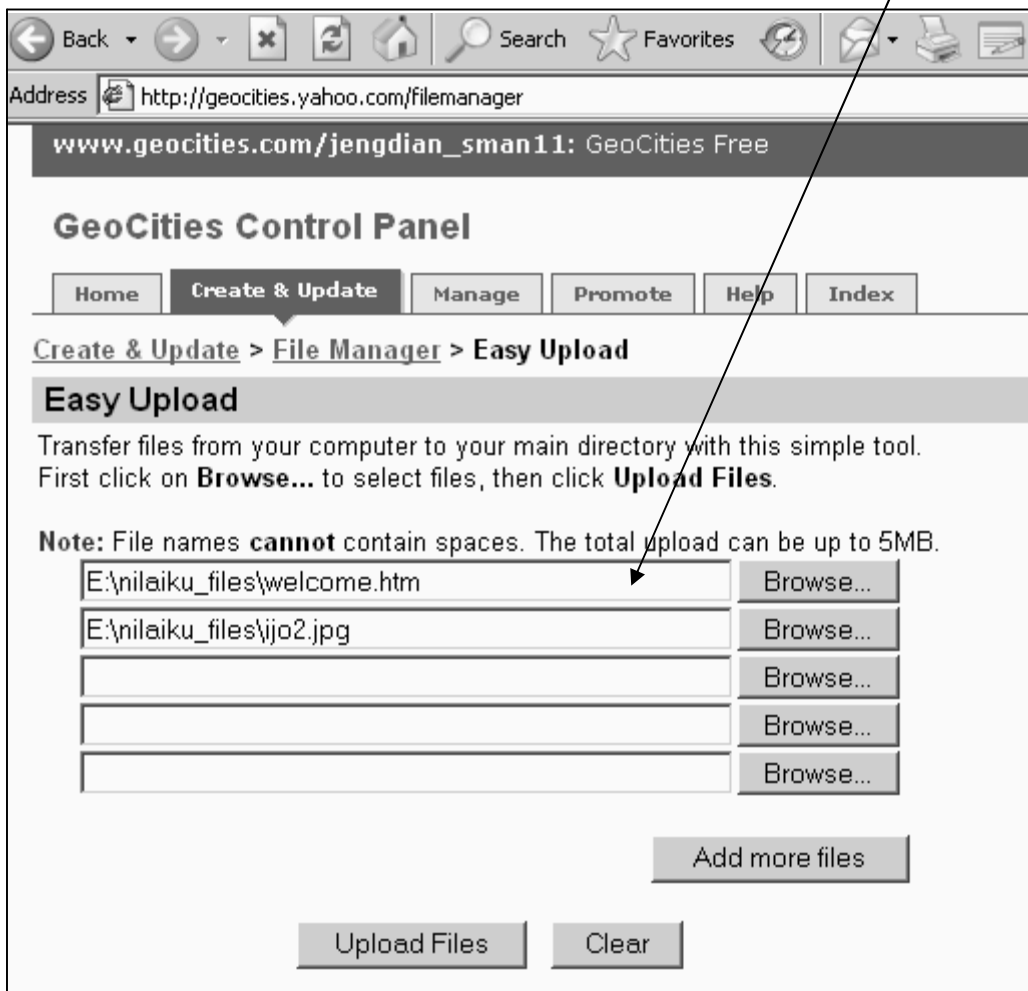 Back Search Favorites
Address http://geocities.yahoo.com/filemanager
www.geocities.com/jengdian_sman11: GeoCities Free
GeoCities Control Panel
Home Create & Update Manage Promote Help Index
Create & Update > File Manager > Easy Upload
Easy Upload
Transfer files from your computer to your main directory with this simple tool.
First click on Browse... to select files, then click Upload Files.
Note: File names cannot contain spaces. The total upload can be up to 5MB.
E:\nilaiku_files\welcome.htm Browse...
E:\nilaiku_files\ijo2.jpg Browse...
Browse...
Browse...
Browse...
Add more files
Upload Files Clear